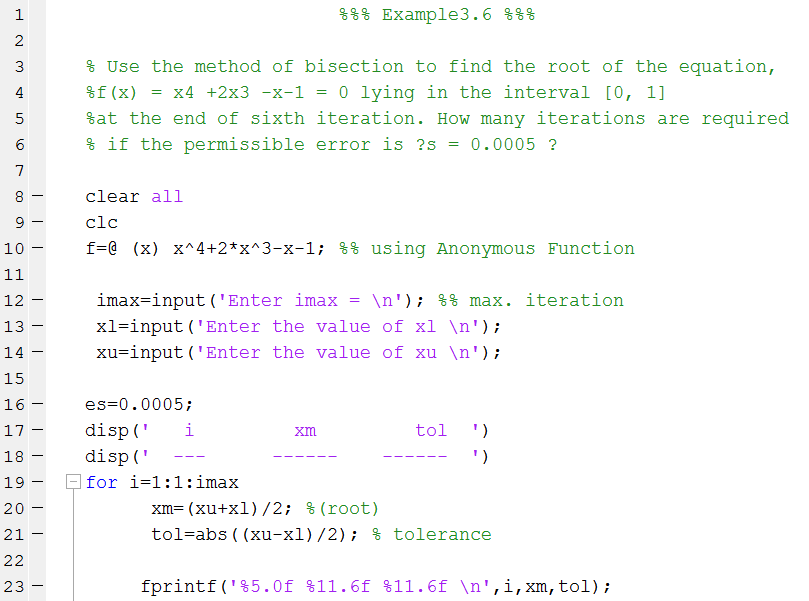 1 %%% Example3.6 %%%
2
3 % Use the method of bisection to find the root of the equation,
4 %f(x) = x4 +2x3 -x-1 = 0 lying in the interval [0, 1]
5 %at the end of sixth iteration. How many iterations are required
6 % if the permissible error is ?s = 0.0005 ?
7
8 – clear all
9 – clc
10 – f=@ (x) x^4+2*x^3-x-1; %% using Anonymous Function
11
12 – imax=input('Enter imax = \n'); %% max. iteration
13 – xl=input('Enter the value of xl \n');
14 – xu=input('Enter the value of xu \n');
15
16 – es=0.0005;
17 – disp('   i         xm         tol  ')
18 – disp('  ---      ------    ------  ')
19 – for i=1:1:imax
20 – xm=(xu+xl)/2; %(root)
21 – tol=abs((xu-xl)/2); % tolerance
22
23 – fprintf('%5.0f %11.6f %11.6f \n',i,xm,tol);